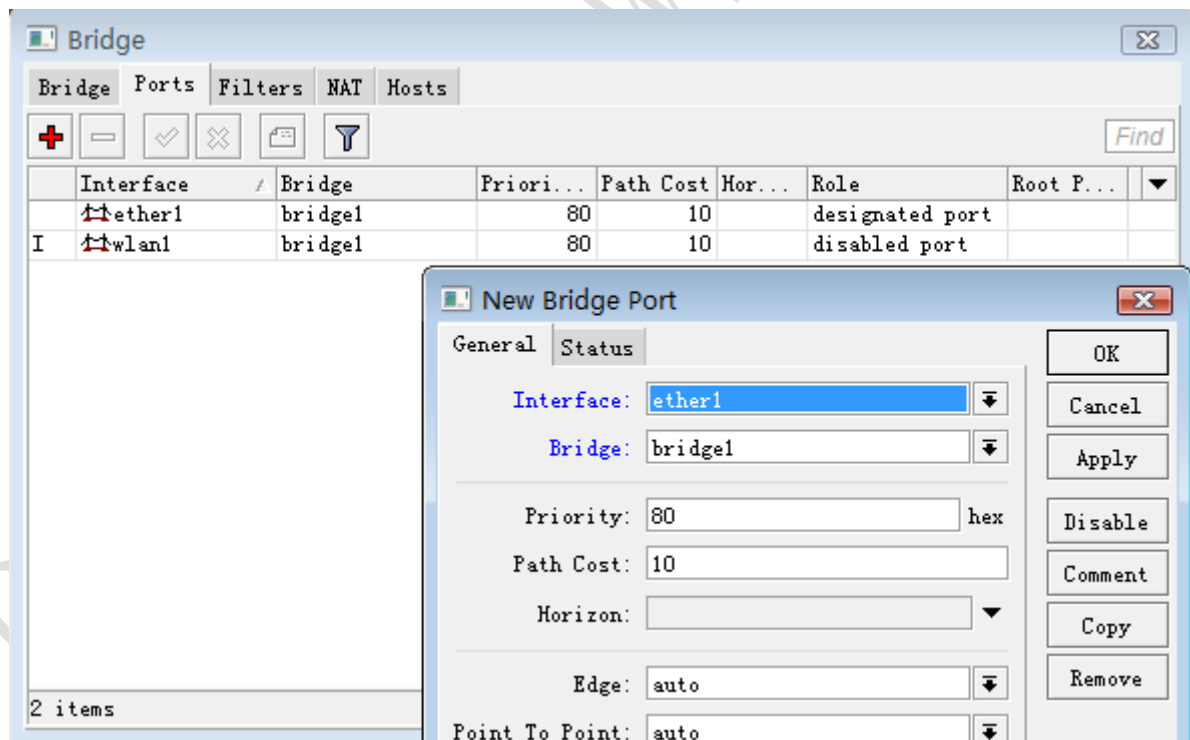 Bridge
Bridge Ports Filters NAT Hosts
Find
Interface Bridge Priori... Path Cost Hor... Role Root P...
ether1 bridge1 80 10 designated port
I wlan1 bridge1 80 10 disabled port
New Bridge Port
General Status
OK
Interface: ether1
Cancel
Bridge: bridge1
Apply
Priority: 80 hex
Disable
Path Cost: 10
Comment
Horizon:
Copy
Edge: auto
Remove
2 items
Point To Point: auto